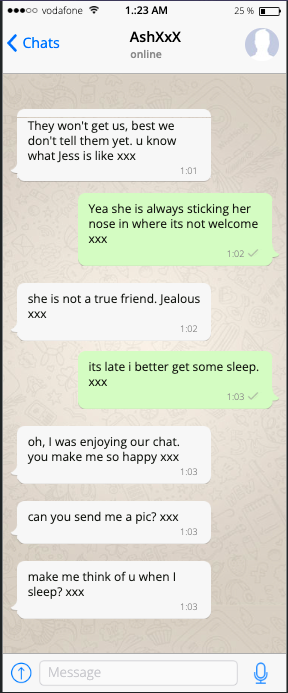 vodafone 1.:23 AM 25 %
Chats AshXxX
online
They won't get us, best we
don't tell them yet. u know
what Jess is like xxx
1:01
Yea she is always sticking her
nose in where its not welcome
xxx
1:02
she is not a true friend. Jealous
xxx
1:02
its late i better get some sleep.
xxx
1:03
oh, I was enjoying our chat.
you make me so happy xxx
1:03
can you send me a pic? xxx
1:03
make me think of u when I
sleep? xxx
1:03
Message